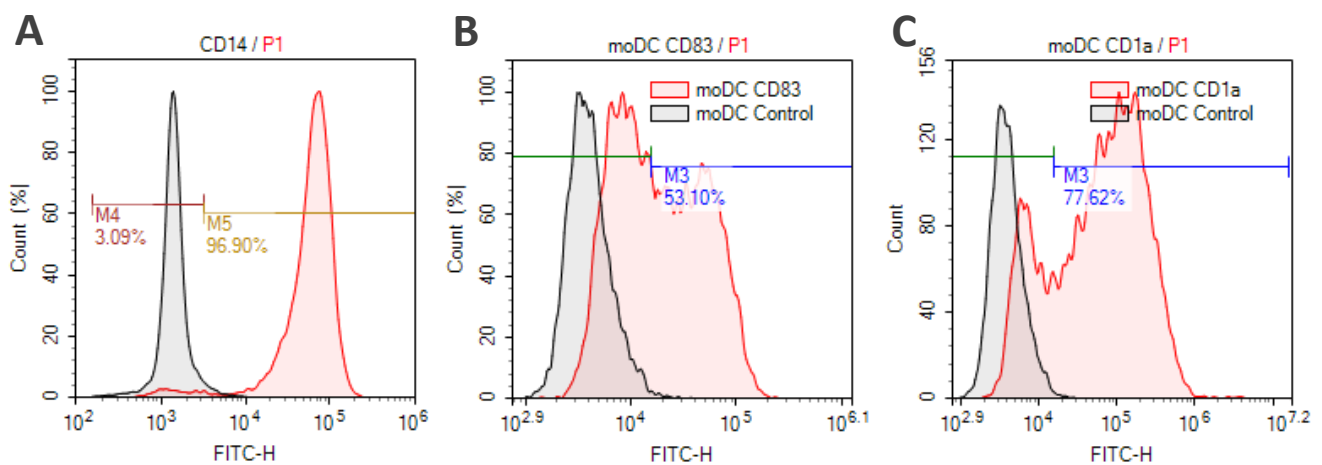 A
CD14 / P1
Count (%|
100
80
60
40
20
0
M4
3.09%
M5
96.90%
10^2
10^3
10^4
10^5
10^6
FITC-H
B
moDC CD83 / P1
moDC CD83
moDC Control
Count (%|
100
80
60
40
20
0
M3
53.10%
10^2.9
10^4
10^5
10^6.1
FITC-H
C
moDC CD1a / P1
moDC CD1a
moDC Control
Count
156
120
80
40
0
M3
77.62%
10^2.9
10^4
10^5
10^6
10^7.2
FITC-H